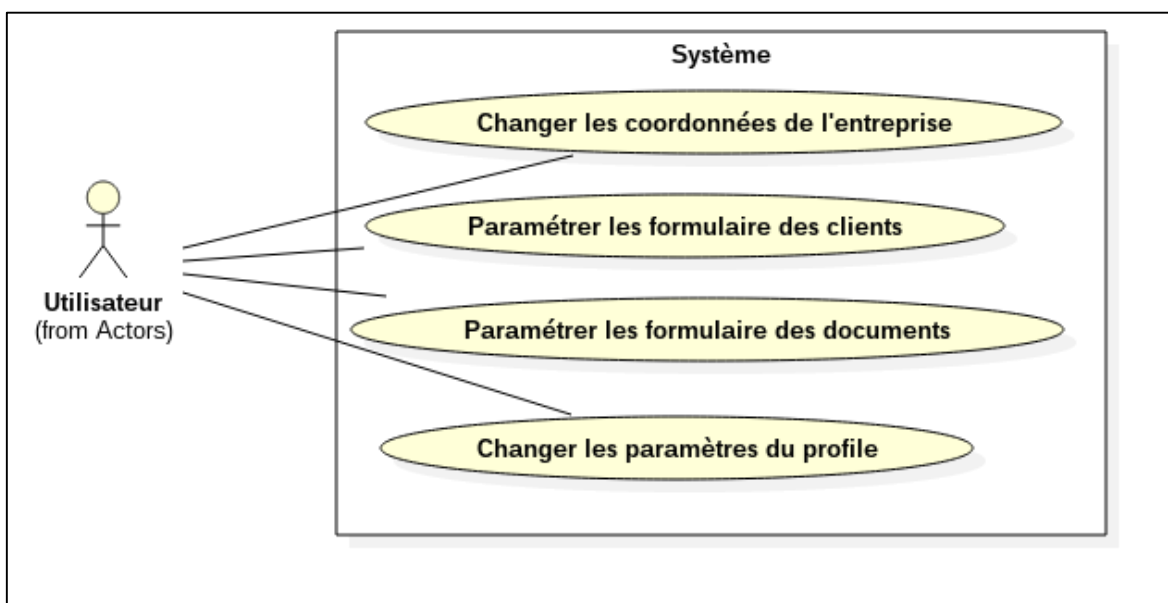 Système
Changer les coordonnées de l'entreprise
Paramétrer les formulaire des clients
Utilisateur
(from Actors)
Paramétrer les formulaire des documents
Changer les paramètres du profile